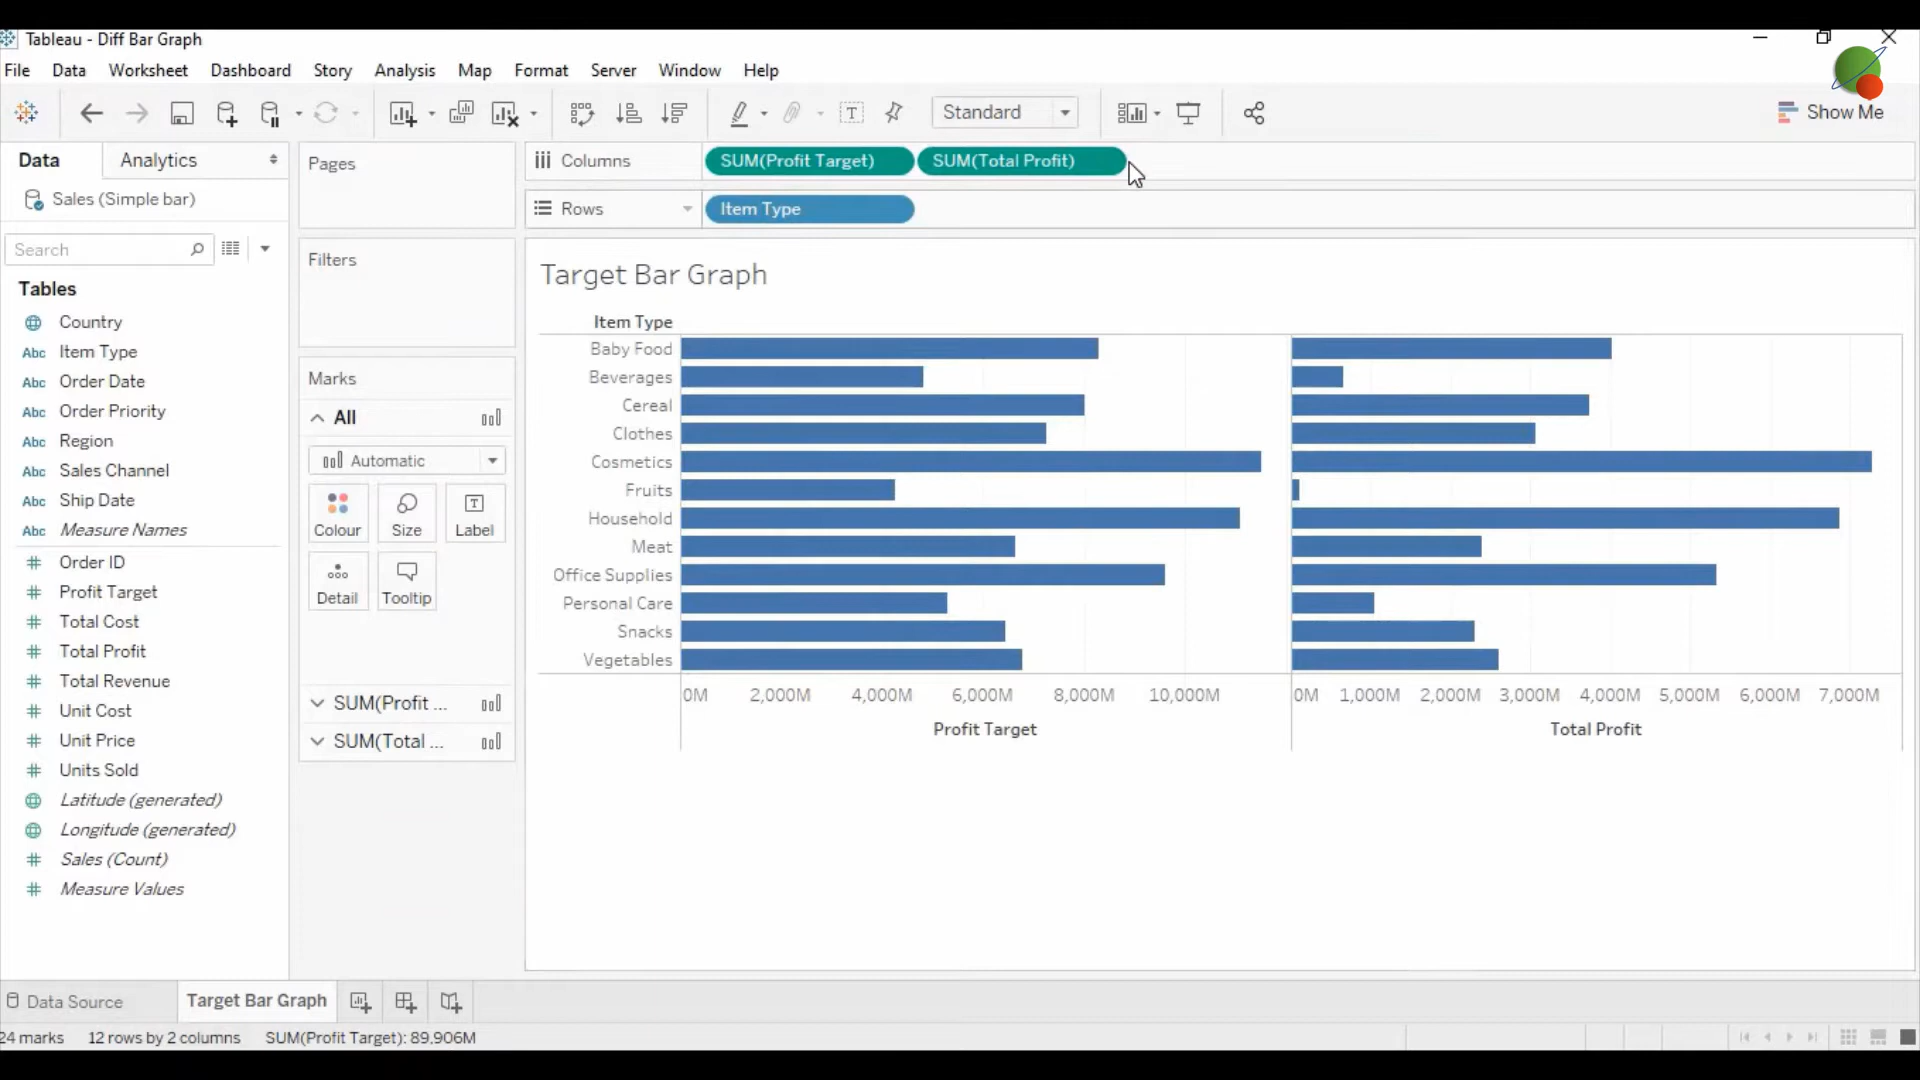 Tableau - Diff Bar Graph
File Data Worksheet Dashboard Story Analysis Map Format Server Window Help
Standard
Show Me
Data Analytics
Pages
Columns SUM(Profit Target) SUM(Total Profit)
Sales (Simple bar)
Rows Item Type
Search
Filters
Tables
Country
Abc Item Type
Abc Order Date
Abc Order Priority
Abc Region
Abc Sales Channel
Abc Ship Date
Abc Measure Names
# Order ID
# Profit Target
# Total Cost
# Total Profit
# Total Revenue
# Unit Cost
# Unit Price
# Units Sold
Latitude (generated)
Longitude (generated)
# Sales (Count)
# Measure Values
Marks
All
Automatic
Colour Size Label
Detail Tooltip
SUM(Profit ...
SUM(Total ...
Target Bar Graph
Item Type
Baby Food
Beverages
Cereal
Clothes
Cosmetics
Fruits
Household
Meat
Office Supplies
Personal Care
Snacks
Vegetables
0M 2,000M 4,000M 6,000M 8,000M 10,000M 0M 1,000M 2,000M 3,000M 4,000M 5,000M 6,000M 7,000M
Profit Target Total Profit
Data Source Target Bar Graph
24 marks 12 rows by 2 columns SUM(Profit Target): 89,906M